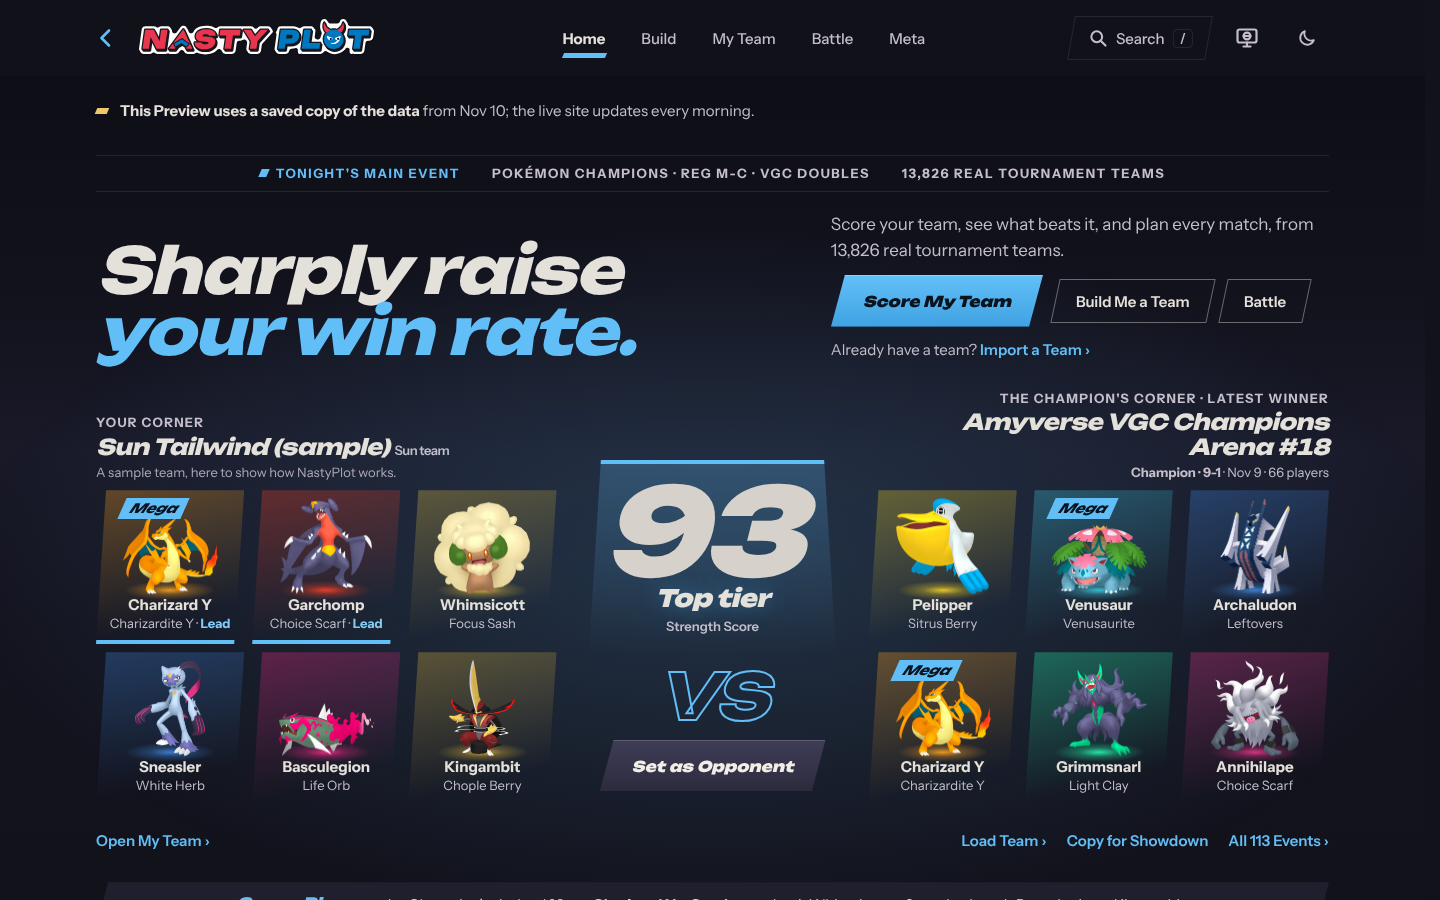 NASTY PLOT
Home
Build
My Team
Battle
Meta
Search /
This Preview uses a saved copy of the data from Nov 10; the live site updates every morning.
TONIGHT'S MAIN EVENT
POKÉMON CHAMPIONS · REG M-C · VGC DOUBLES
13,826 REAL TOURNAMENT TEAMS
Sharply raise
your win rate.
Score your team, see what beats it, and plan every match, from
13,826 real tournament teams.
Score My Team
Build Me a Team
Battle
Already have a team? Import a Team ›
YOUR CORNER
Sun Tailwind (sample) Sun team
A sample team, here to show how NastyPlot works.
THE CHAMPION'S CORNER · LATEST WINNER
Amyverse VGC Champions
Arena #18
Champion · 9-1 · Nov 9 · 66 players
Mega
Charizard Y
Charizardite Y · Lead
Garchomp
Choice Scarf · Lead
Whimsicott
Focus Sash
Sneasler
White Herb
Basculegion
Life Orb
Kingambit
Chople Berry
93
Top tier
Strength Score
VS
Set as Opponent
Pelipper
Sitrus Berry
Mega
Venusaur
Venusaurite
Archaludon
Leftovers
Mega
Charizard Y
Charizardite Y
Grimmsnarl
Light Clay
Annihilape
Choice Scarf
Open My Team ›
Load Team ›
Copy for Showdown
All 113 Events ›